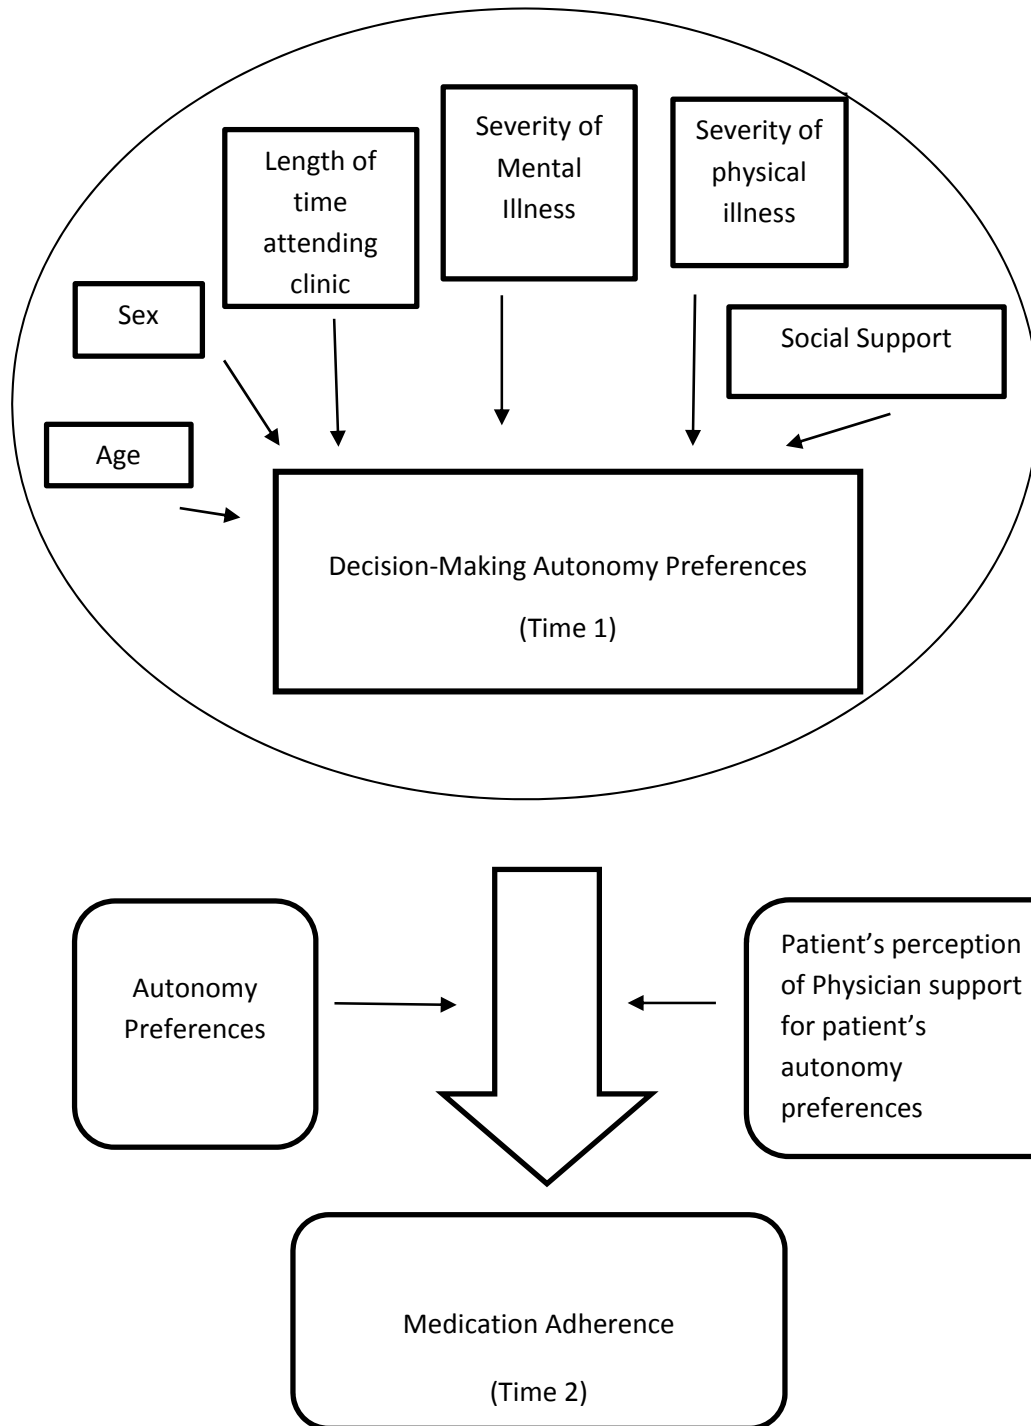 Severity of
Mental
Illness
Severity of
physical
illness
Length of
time
attending
clinic
Sex
Social Support
Age
Decision-Making Autonomy Preferences
(Time 1)
Autonomy
Preferences
Patient’s perception
of Physician support
for patient’s
autonomy
preferences
Medication Adherence
(Time 2)